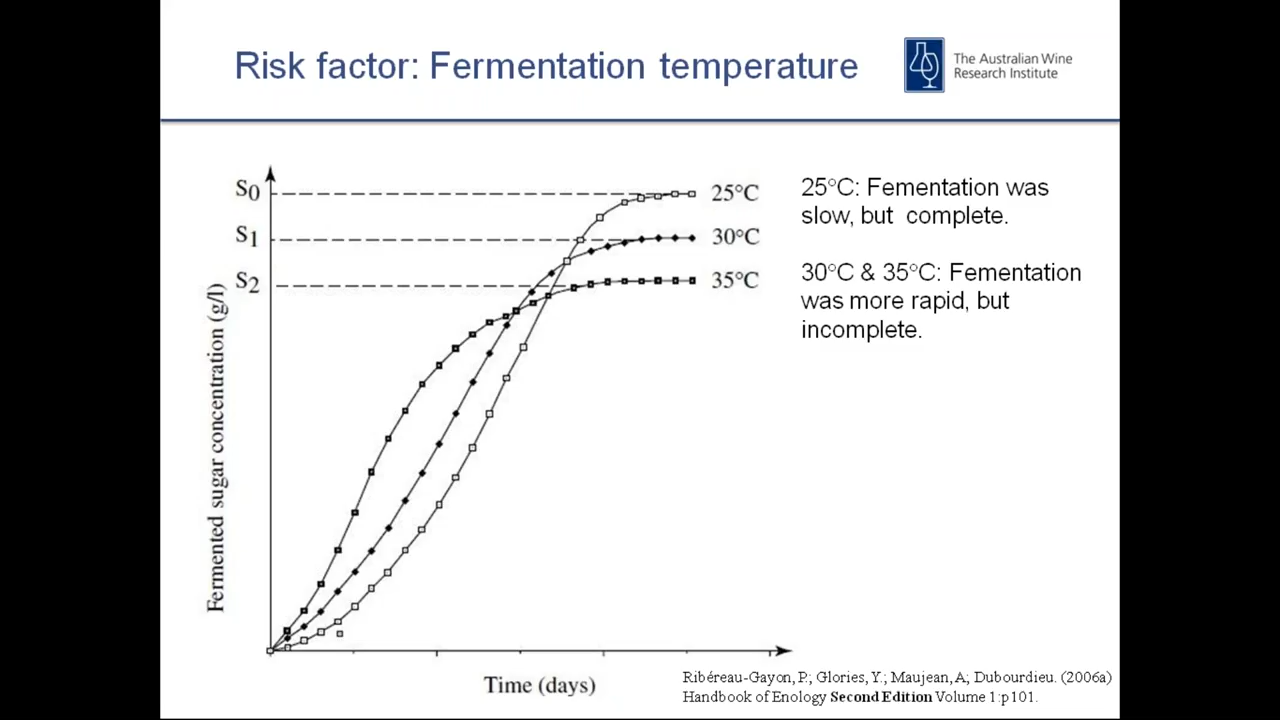 Risk factor: Fermentation temperature
The Australian Wine
Research Institute
S0
25°C
S1
30°C
S2
35°C
Fermented sugar concentration (g/l)
Time (days)
25°C: Fementation was
slow, but complete.
30°C & 35°C: Fementation
was more rapid, but
incomplete.
Ribéreau-Gayon, P.; Glories, Y.; Maujean, A; Dubourdieu. (2006a)
Handbook of Enology Second Edition Volume 1:p101.